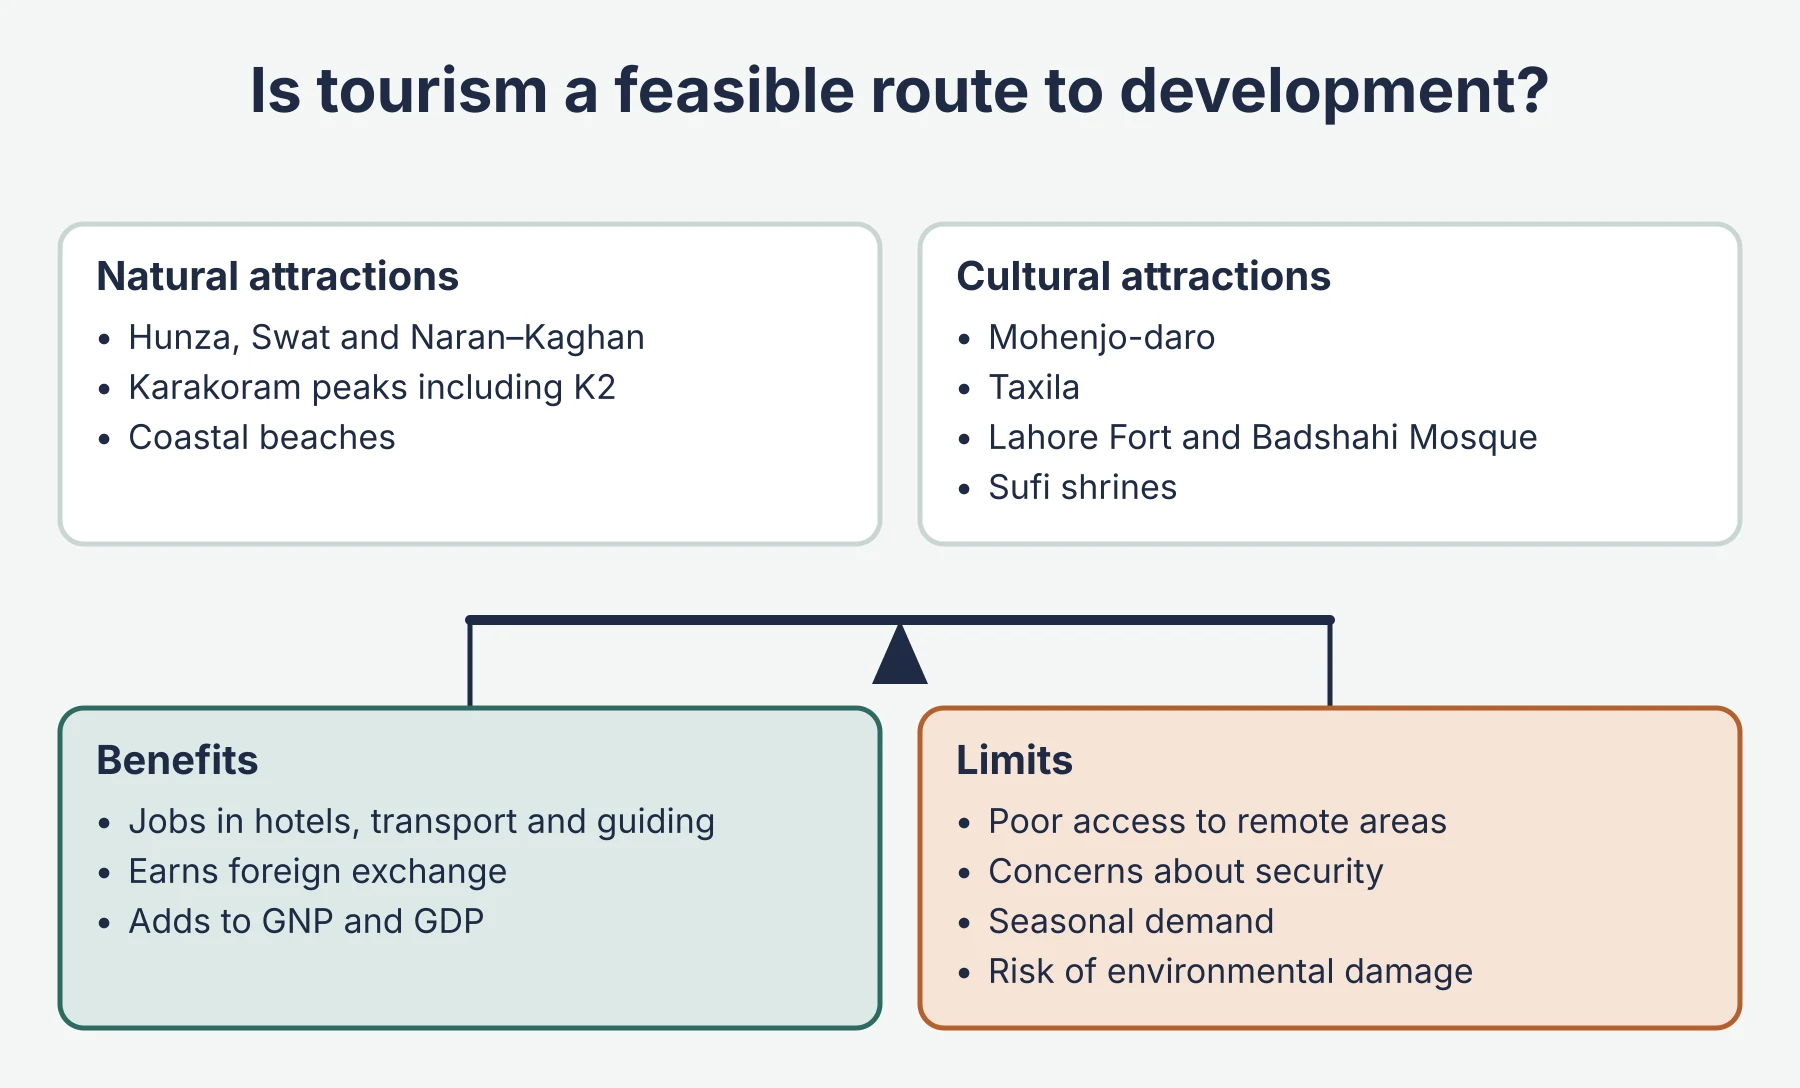 Is tourism a feasible route to development?
Natural attractions
• Hunza, Swat and Naran–Kaghan
• Karakoram peaks including K2
• Coastal beaches
Cultural attractions
• Mohenjo-daro
• Taxila
• Lahore Fort and Badshahi Mosque
• Sufi shrines
Benefits
• Jobs in hotels, transport and guiding
• Earns foreign exchange
• Adds to GNP and GDP
Limits
• Poor access to remote areas
• Concerns about security
• Seasonal demand
• Risk of environmental damage